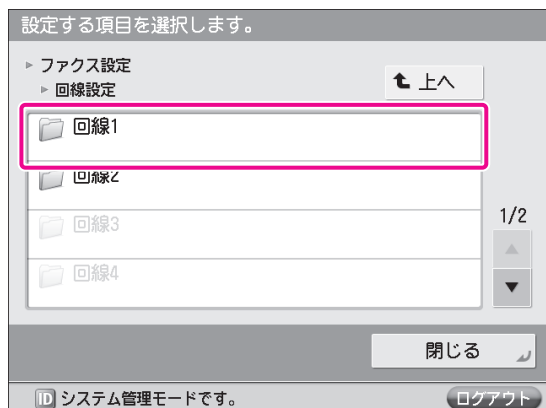 設定する項目を選択します。
ファクス設定
回線設定
上へ
回線1
回線2
回線3
回線4
1/2
閉じる
ID システム管理モードです。
ログアウト